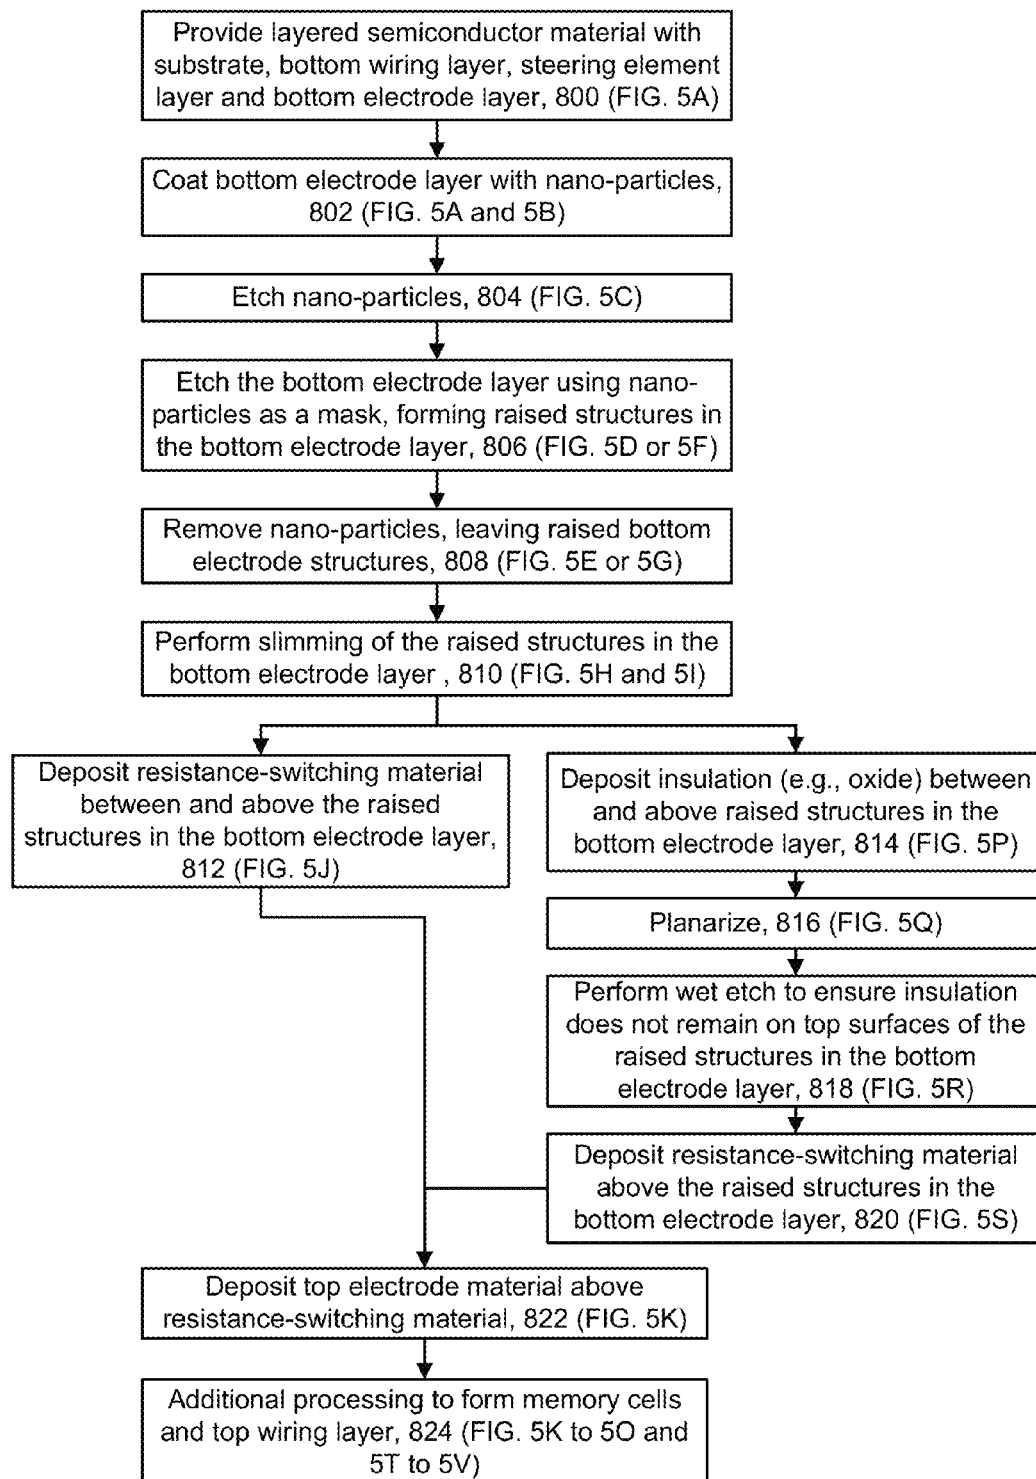 Provide layered semiconductor material with
substrate, bottom wiring layer, steering element
layer and bottom electrode layer, 800 (FIG. 5A)
Coat bottom electrode layer with nano-particles,
802 (FIG. 5A and 5B)
Etch nano-particles, 804 (FIG. 5C)
Etch the bottom electrode layer using nano-
particles as a mask, forming raised structures in
the bottom electrode layer, 806 (FIG. 5D or 5F)
Remove nano-particles, leaving raised bottom
electrode structures, 808 (FIG. 5E or 5G)
Perform slimming of the raised structures in the
bottom electrode layer , 810 (FIG. 5H and 5I)
Deposit resistance-switching material
between and above the raised
structures in the bottom electrode layer,
812 (FIG. 5J)
Deposit insulation (e.g., oxide) between
and above raised structures in the
bottom electrode layer, 814 (FIG. 5P)
Planarize, 816 (FIG. 5Q)
Perform wet etch to ensure insulation
does not remain on top surfaces of the
raised structures in the bottom
electrode layer, 818 (FIG. 5R)
Deposit resistance-switching material
above the raised structures in the
bottom electrode layer, 820 (FIG. 5S)
Deposit top electrode material above
resistance-switching material, 822 (FIG. 5K)
Additional processing to form memory cells
and top wiring layer, 824 (FIG. 5K to 5O and
5T to 5V)